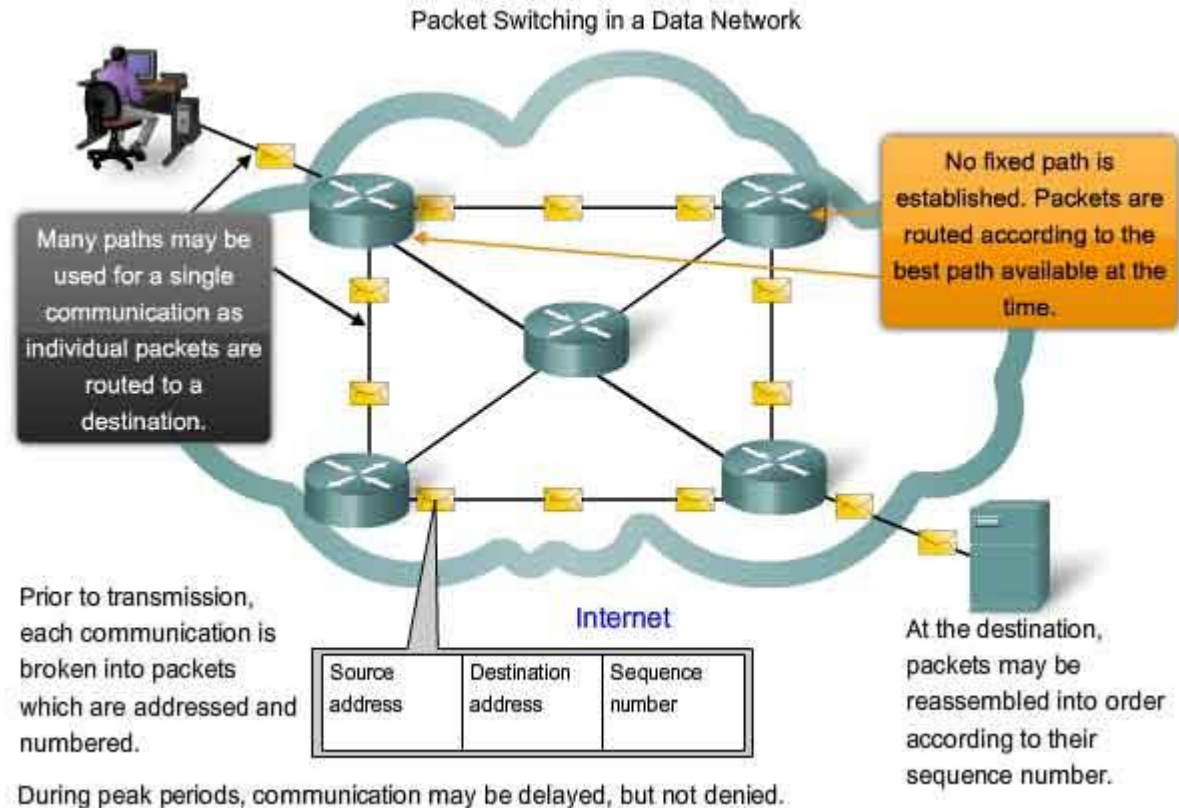 Packet Switching in a Data Network
Many paths may be
used for a single
communication as
individual packets are
routed to a
destination.
No fixed path is
established. Packets are
routed according to the
best path available at the
time.
Prior to transmission,
each communication is
broken into packets
which are addressed and
numbered.
Internet
Source
address
Destination
address
Sequence
number
At the destination,
packets may be
reassembled into order
according to their
sequence number.
During peak periods, communication may be delayed, but not denied.